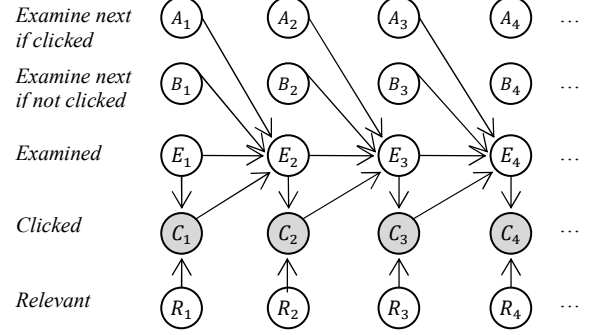 Examine next
if clicked
A₁ A₂ A₃ A₄ ...
Examine next
if not clicked
B₁ B₂ B₃ B₄ ...
Examined
E₁ E₂ E₃ E₄ ...
Clicked
C₁ C₂ C₃ C₄ ...
Relevant
R₁ R₂ R₃ R₄ ...